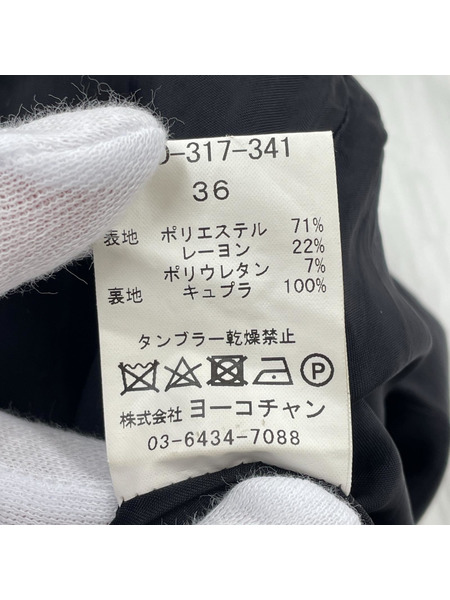 0-317-341
36
表地 ポリエステル 71%
レーヨン 22%
ポリウレタン 7%
裏地 キュプラ 100%
タンブラー乾燥禁止
P
株式会社 ヨーコチャン
03-6434-7088